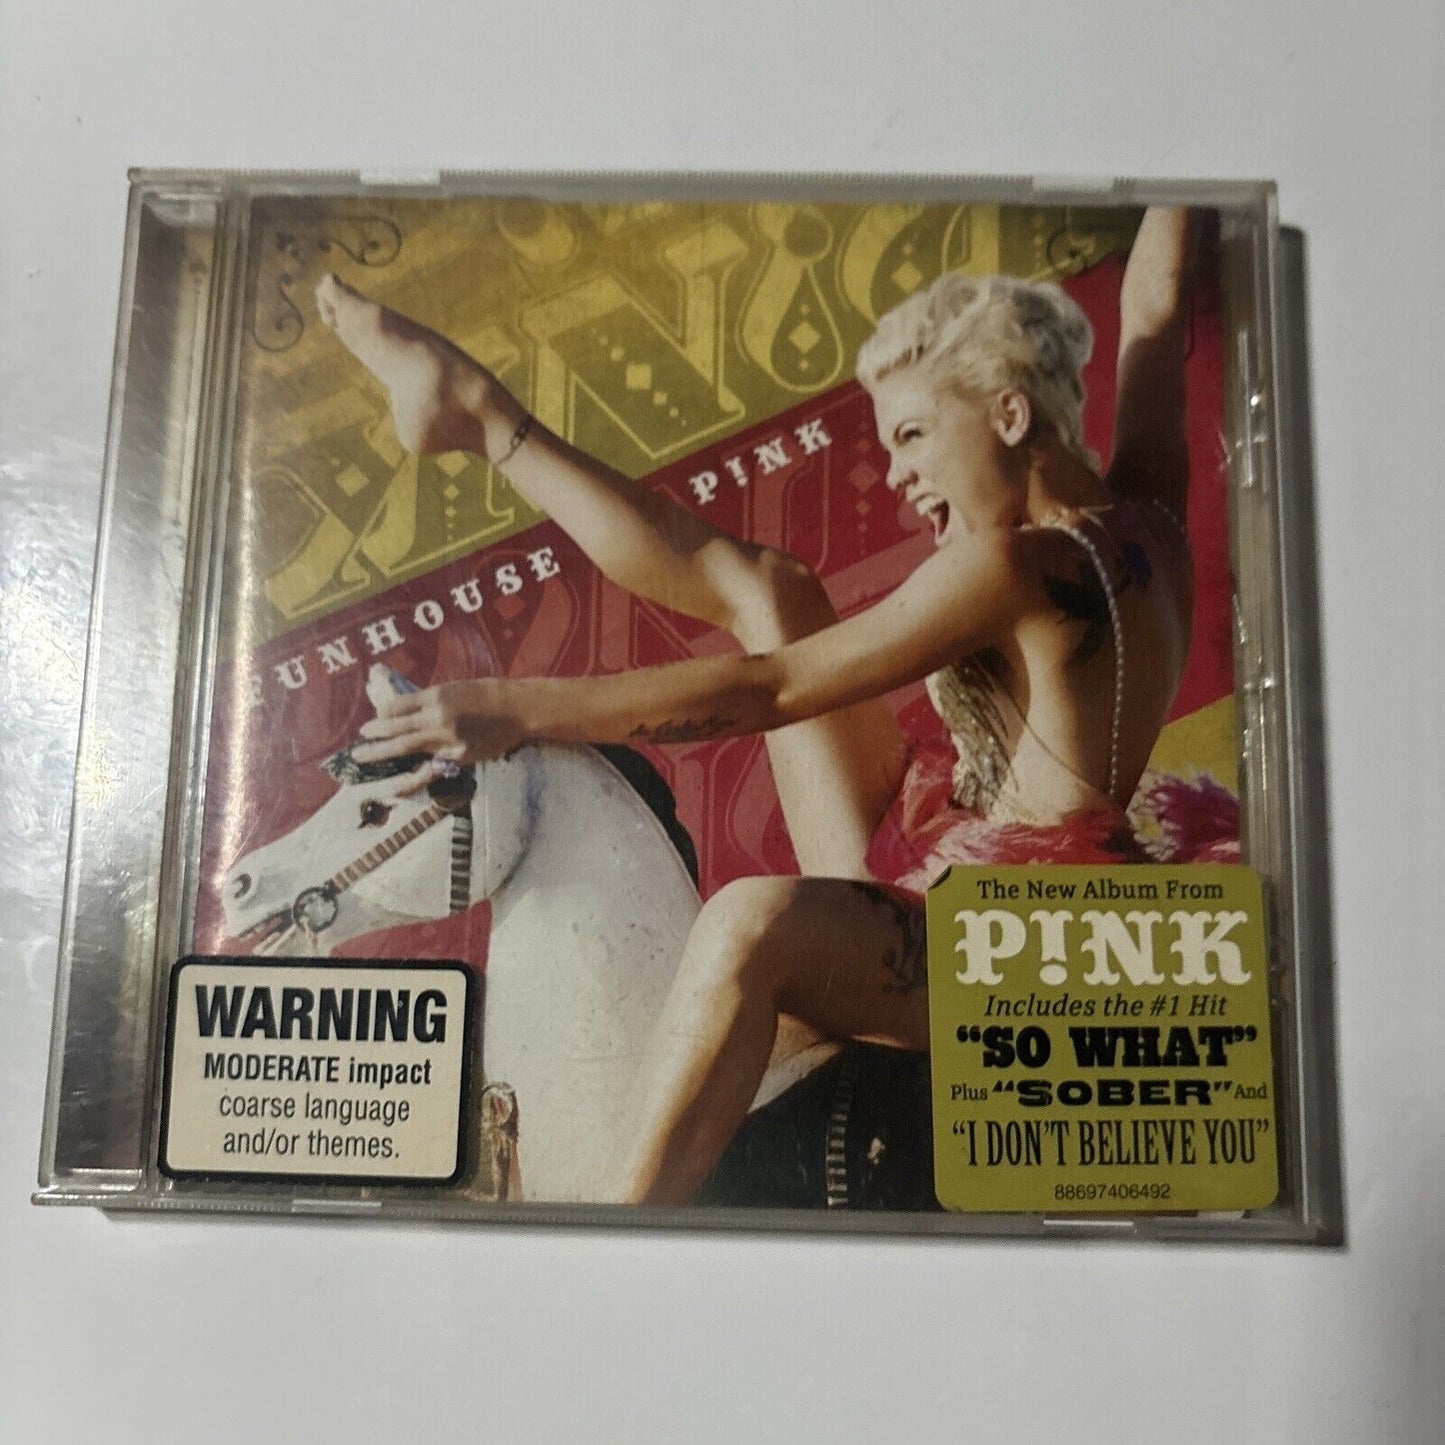 P!NK
FUNHOUSE
WARNING
MODERATE impact
coarse language
and/or themes.
The New Album From
P!NK
Includes the #1 Hit
“SO WHAT”
Plus “SOBER” And
“I DON'T BELIEVE YOU”
88697406492